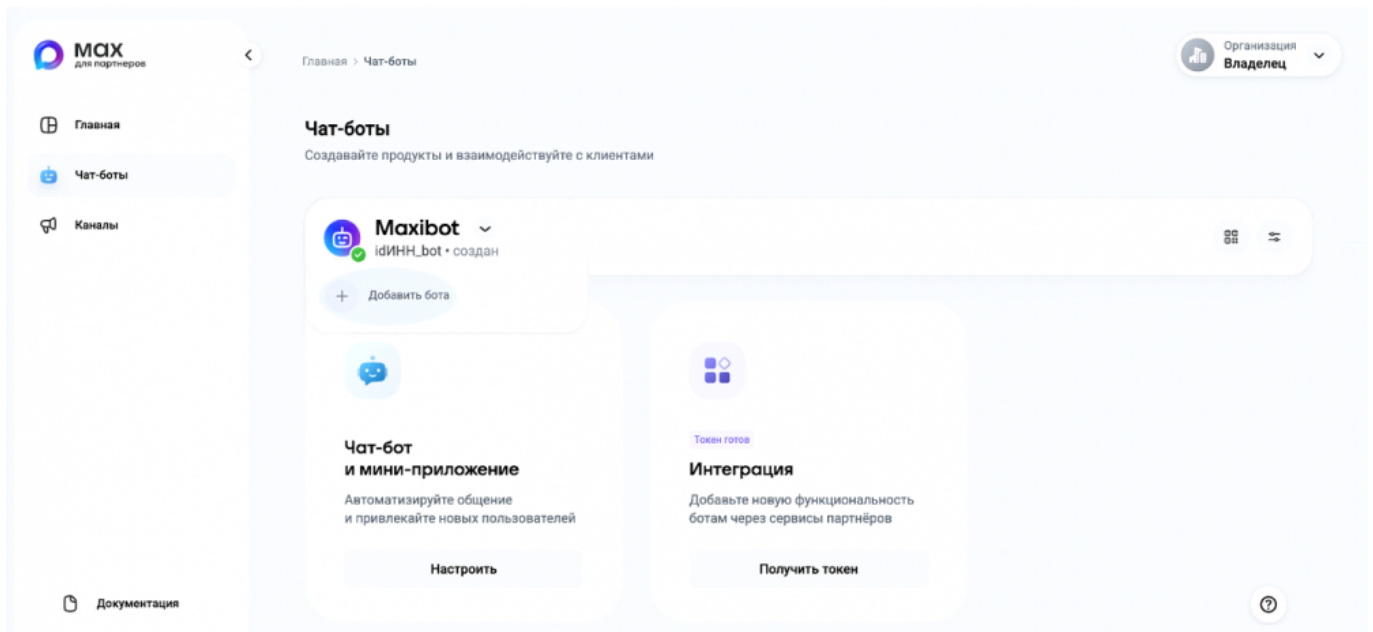 мах
для партнеров
Главная > Чат-боты
Организация
Владелец
Главная
Чат-боты
Каналы
Чат-боты
Создавайте продукты и взаимодействуйте с клиентами
Maxibot
idИНН_bot • создан
+ Добавить бота
Чат-бот
и мини-приложение
Автоматизируйте общение
и привлекайте новых пользователей
Настроить
Токен готов
Интеграция
Добавьте новую функциональность
ботам через сервисы партнёров
Получить токен
Документация